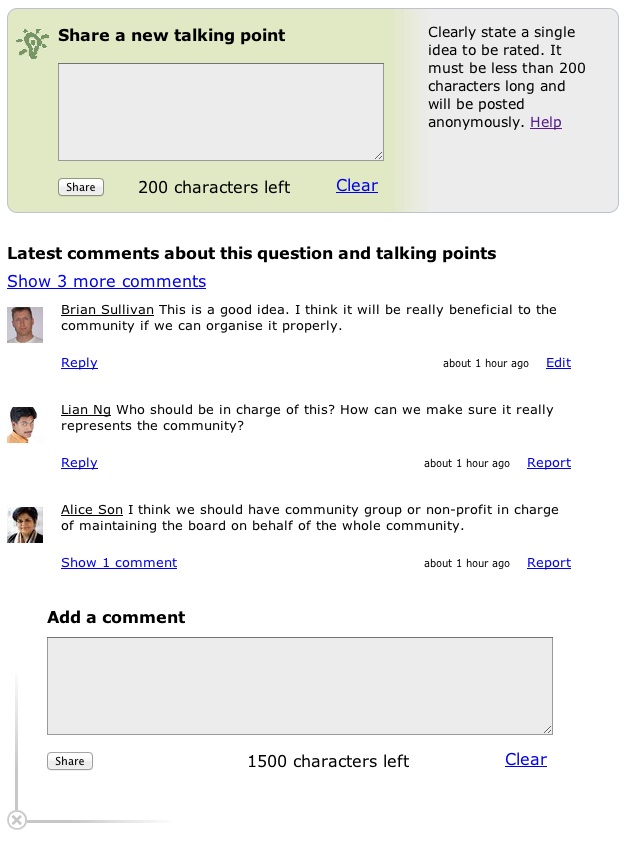 Share a new talking point
Clearly state a single
idea to be rated. It
must be less than 200
characters long and
will be posted
anonymously. Help
Share
200 characters left
Clear
Latest comments about this question and talking points
Show 3 more comments
Brian Sullivan This is a good idea. I think it will be really beneficial to the
community if we can organise it properly.
Reply
about 1 hour ago
Edit
Lian Ng Who should be in charge of this? How can we make sure it really
represents the community?
Reply
about 1 hour ago
Report
Alice Son I think we should have community group or non-profit in charge
of maintaining the board on behalf of the whole community.
Show 1 comment
about 1 hour ago
Report
Add a comment
Share
1500 characters left
Clear